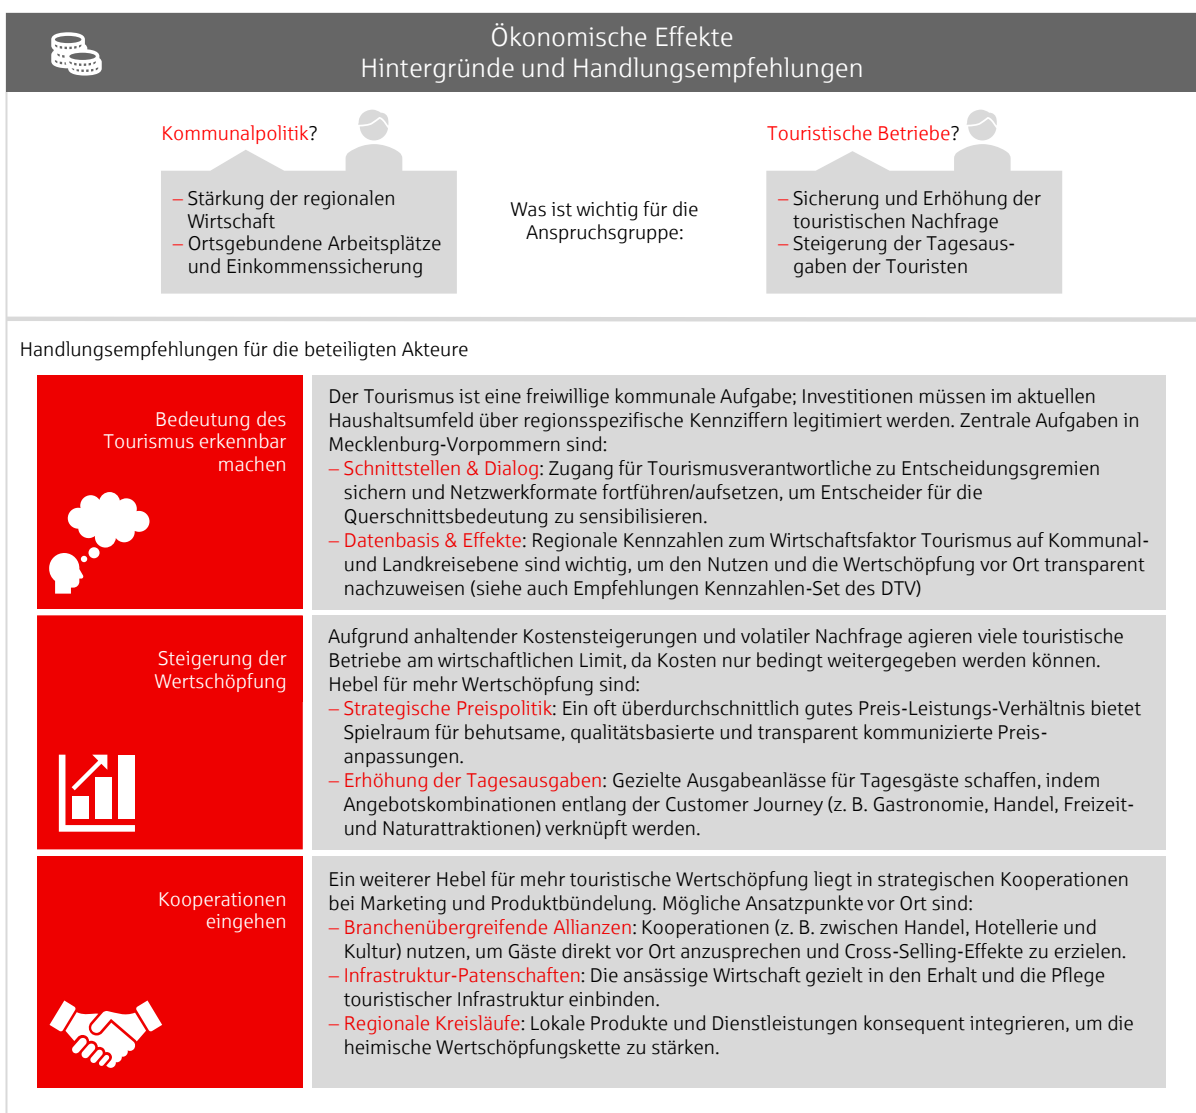 Ökonomische Effekte
Hintergründe und Handlungsempfehlungen
Kommunalpolitik?
– Stärkung der regionalen
Wirtschaft
– Ortsgebundene Arbeitsplätze
und Einkommenssicherung
Was ist wichtig für die
Anspruchsgruppe:
Touristische Betriebe?
– Sicherung und Erhöhung der
touristischen Nachfrage
– Steigerung der Tagesaus-
gaben der Touristen
Handlungsempfehlungen für die beteiligten Akteure
Bedeutung des
Tourismus erkennbar
machen
Der Tourismus ist eine freiwillige kommunale Aufgabe; Investitionen müssen im aktuellen
Haushaltsumfeld über regionsspezifische Kennziffern legitimiert werden. Zentrale Aufgaben in
Mecklenburg-Vorpommern sind:
– Schnittstellen & Dialog: Zugang für Tourismusverantwortliche zu Entscheidungsgremien
sichern und Netzwerkformate fortführen/aufsetzen, um Entscheider für die
Querschnittsbedeutung zu sensibilisieren.
– Datenbasis & Effekte: Regionale Kennzahlen zum Wirtschaftsfaktor Tourismus auf Kommunal-
und Landkreisebene sind wichtig, um den Nutzen und die Wertschöpfung vor Ort transparent
nachzuweisen (siehe auch Empfehlungen Kennzahlen-Set des DTV)
Steigerung der
Wertschöpfung
Aufgrund anhaltender Kostensteigerungen und volatiler Nachfrage agieren viele touristische
Betriebe am wirtschaftlichen Limit, da Kosten nur bedingt weitergegeben werden können.
Hebel für mehr Wertschöpfung sind:
– Strategische Preispolitik: Ein oft überdurchschnittlich gutes Preis-Leistungs-Verhältnis bietet
Spielraum für behutsame, qualitätsbasierte und transparent kommunizierte Preis-
anpassungen.
– Erhöhung der Tagesausgaben: Gezielte Ausgabeanlässe für Tagesgäste schaffen, indem
Angebotskombinationen entlang der Customer Journey (z. B. Gastronomie, Handel, Freizeit-
und Naturattraktionen) verknüpft werden.
Kooperationen
eingehen
Ein weiterer Hebel für mehr touristische Wertschöpfung liegt in strategischen Kooperationen
bei Marketing und Produktbündelung. Mögliche Ansatzpunkte vor Ort sind:
– Branchenübergreifende Allianzen: Kooperationen (z. B. zwischen Handel, Hotellerie und
Kultur) nutzen, um Gäste direkt vor Ort anzusprechen und Cross-Selling-Effekte zu erzielen.
– Infrastruktur-Patenschaften: Die ansässige Wirtschaft gezielt in den Erhalt und die Pflege
touristischer Infrastruktur einbinden.
– Regionale Kreisläufe: Lokale Produkte und Dienstleistungen konsequent integrieren, um die
heimische Wertschöpfungskette zu stärken.